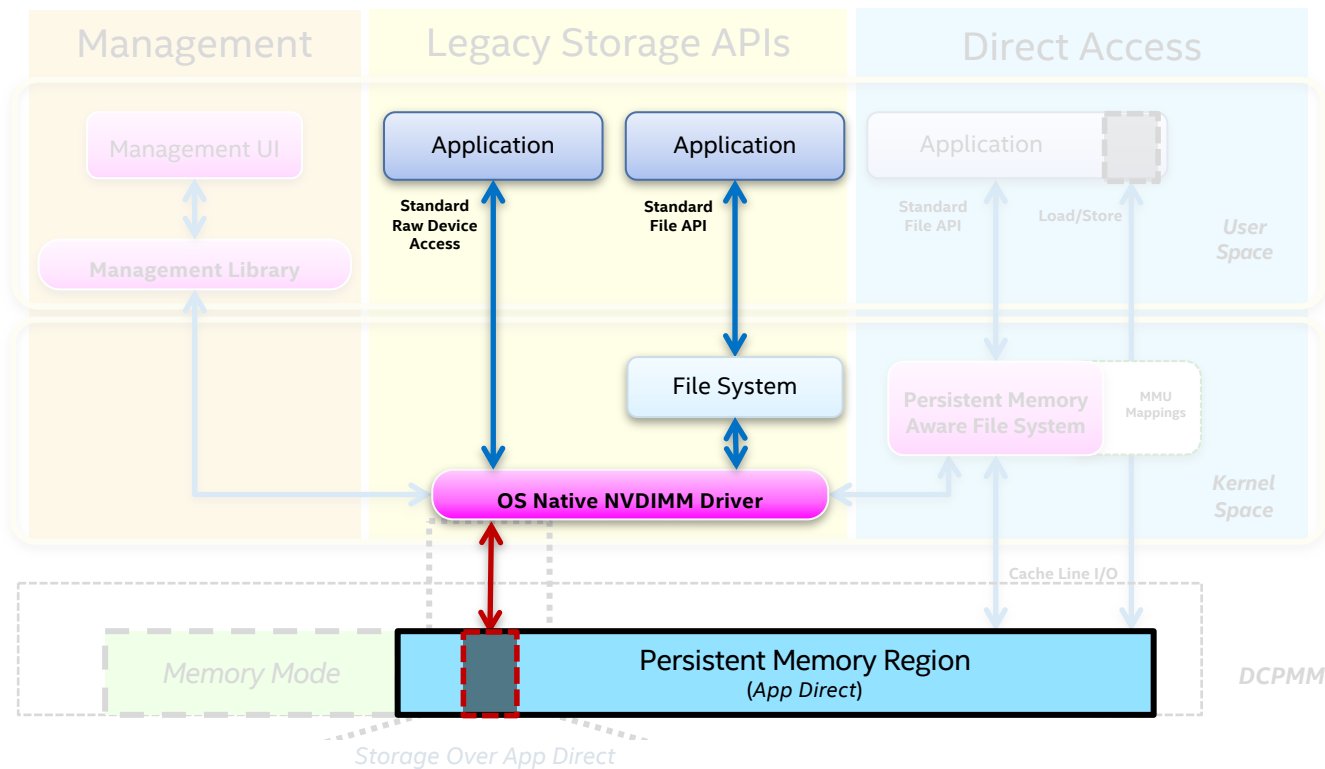 Management
Legacy Storage APIs
Direct Access
Management UI
Application
Application
Application
Standard
Raw Device
Access
Standard
File API
Standard
File API
Load/Store
User
Space
Management Library
File System
Persistent Memory
Aware File System
MMU
Mappings
OS Native NVDIMM Driver
Kernel
Space
Cache Line I/O
Memory Mode
Persistent Memory Region
(App Direct)
DCPMM
Storage Over App Direct